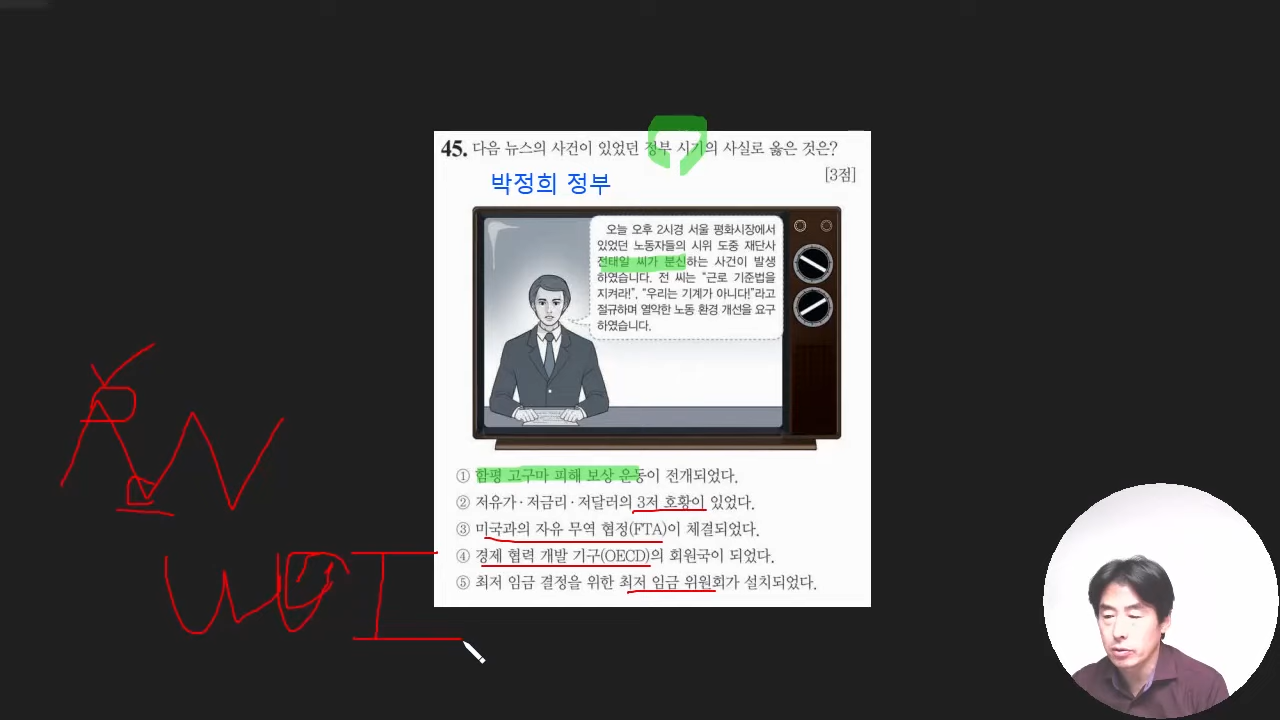 45. 다음 뉴스의 사건이 있었던 정부 시기의 사실로 옳은 것은?
[3점]
박정희 정부
오늘 오후 2시경 서울 평화시장에서
있었던 노동자들의 시위 도중 재단사
전태일 씨가 분신하는 사건이 발생
하였습니다. 전 씨는 “근로 기준법을
지켜라!”, “우리는 기계가 아니다!”라고
절규하며 열악한 노동 환경 개선을 요구
하였습니다.
① 함평 고구마 피해 보상 운동이 전개되었다.
② 저유가·저금리·저달러의 3저 호황이 있었다.
③ 미국과의 자유 무역 협정(FTA)이 체결되었다.
④ 경제 협력 개발 기구(OECD)의 회원국이 되었다.
⑤ 최저 임금 결정을 위한 최저 임금 위원회가 설치되었다.